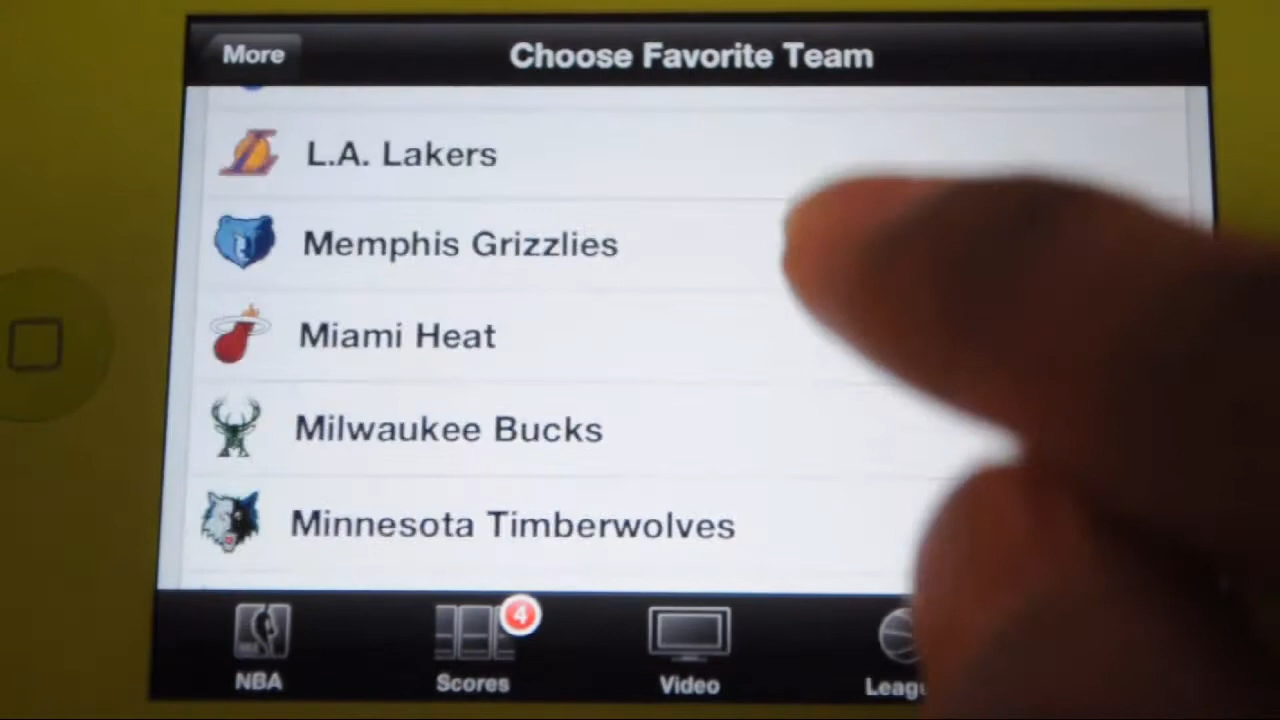 More
Choose Favorite Team
L.A. Lakers
Memphis Grizzlies
Miami Heat
Milwaukee Bucks
Minnesota Timberwolves
4
NBA
Scores
Video